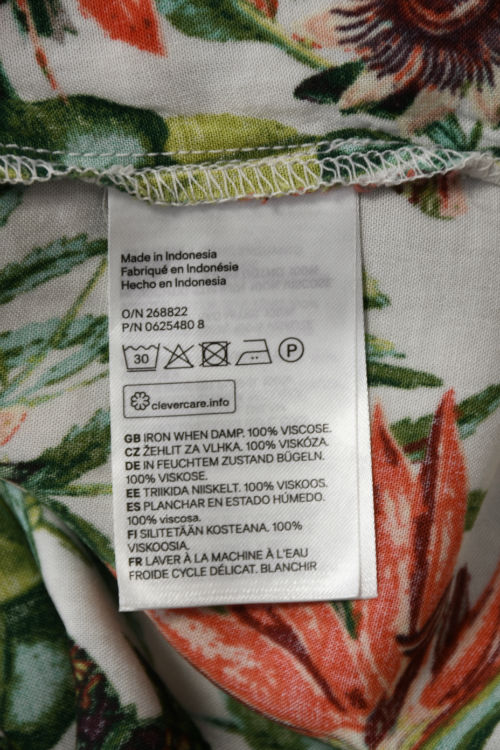 Made in Indonesia
Fabriqué en Indonésie
Hecho en Indonesia
O/N 268822
P/N 0625480 8
30 P
clevercare.info
GB IRON WHEN DAMP. 100% VISCOSE.
CZ ŽEHLIT ZA VLHKA. 100% VISKÓZA.
DE IN FEUCHTEM ZUSTAND BÜGELN.
100% VISKOSE.
EE TRIIKIDA NIISKELT. 100% VISKOOS.
ES PLANCHAR EN ESTADO HÚMEDO.
100% viscosa.
FI SILITETÄÄN KOSTEANA. 100%
VISKOOSIA.
FR LAVER À LA MACHINE À L'EAU
FROIDE CYCLE DÉLICAT. BLANCHIR